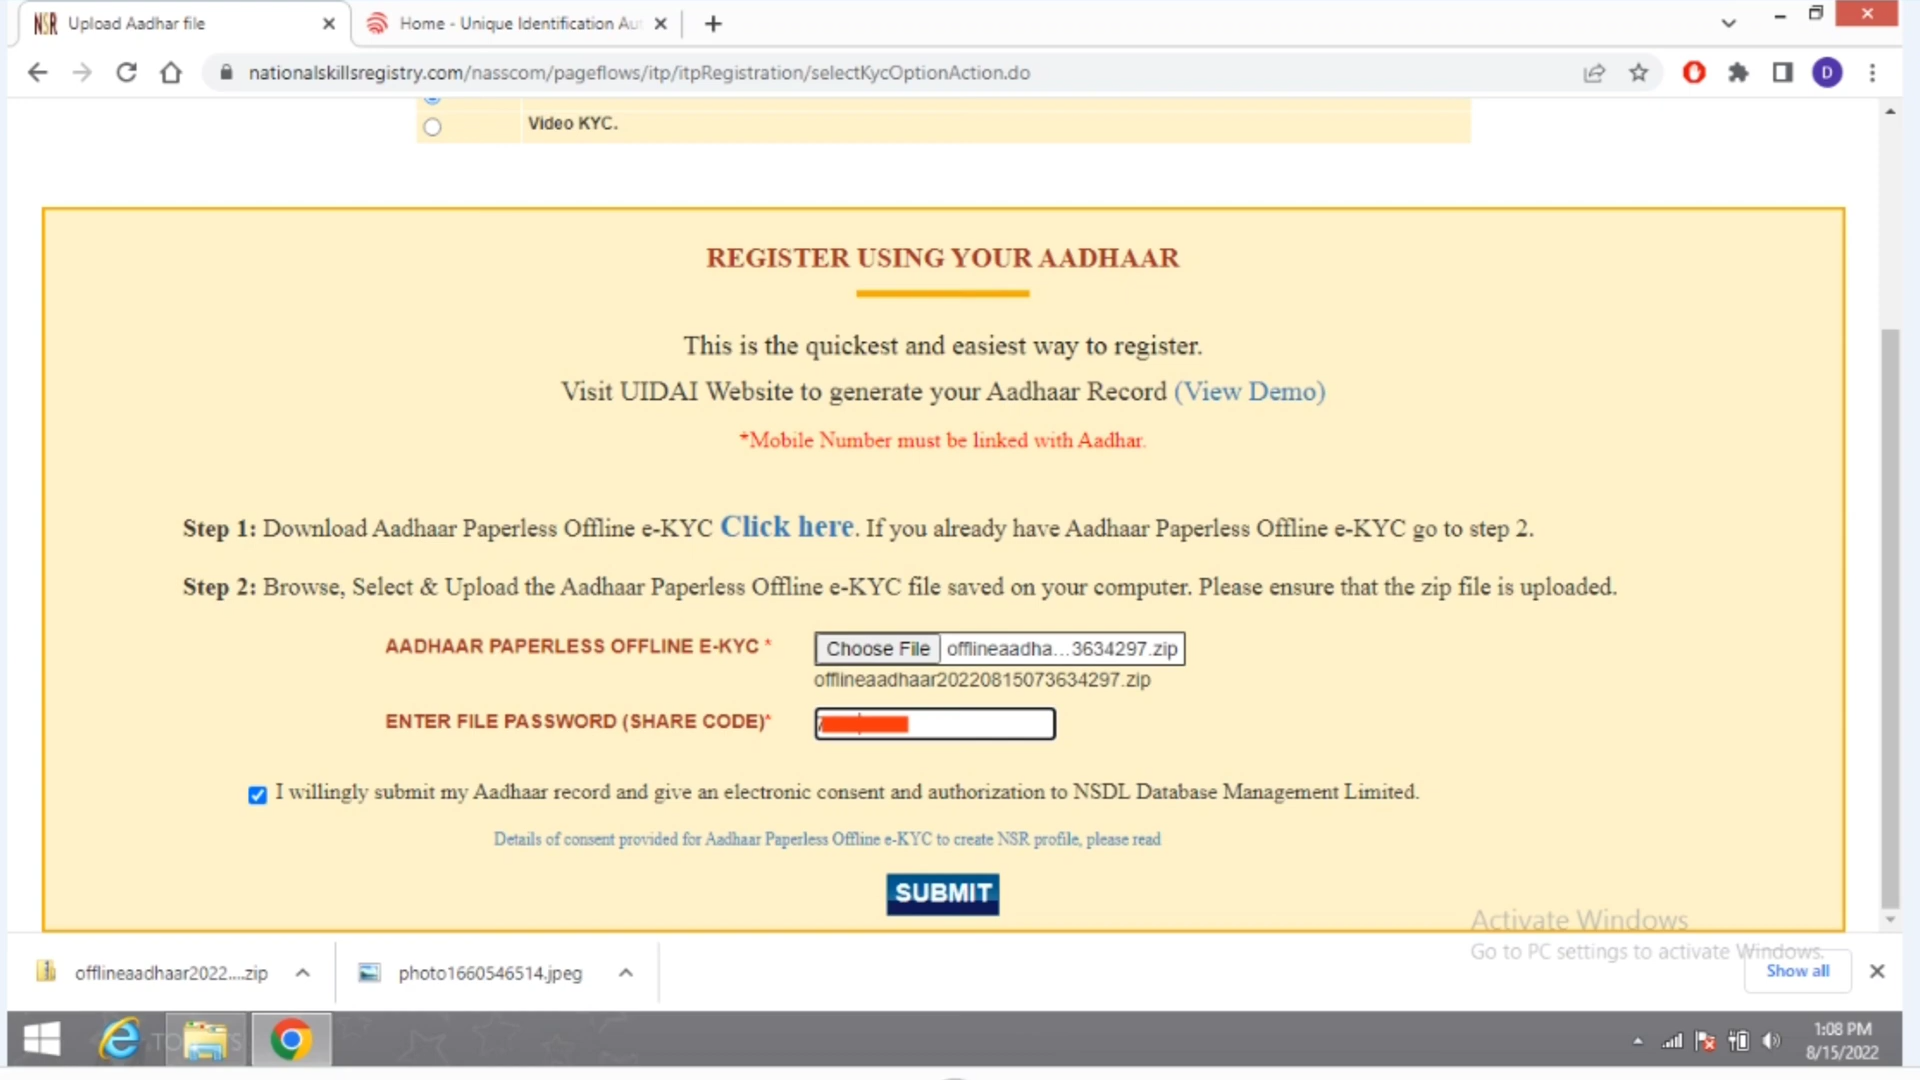 NSR Upload Aadhar file
Home - Unique Identification Au
nationalskillsregistry.com/nasscom/pageflows/itp/itpRegistration/selectKycOptionAction.do
D
Video KYC.
REGISTER USING YOUR AADHAAR
This is the quickest and easiest way to register.
Visit UIDAI Website to generate your Aadhaar Record (View Demo)
*Mobile Number must be linked with Aadhar.
Step 1: Download Aadhaar Paperless Offline e-KYC Click here. If you already have Aadhaar Paperless Offline e-KYC go to step 2.
Step 2: Browse, Select & Upload the Aadhaar Paperless Offline e-KYC file saved on your computer. Please ensure that the zip file is uploaded.
AADHAAR PAPERLESS OFFLINE E-KYC * Choose File offlineaadha...3634297.zip
offlineaadhaar20220815073634297.zip
ENTER FILE PASSWORD (SHARE CODE)*
I willingly submit my Aadhaar record and give an electronic consent and authorization to NSDL Database Management Limited.
Details of consent provided for Aadhaar Paperless Offline e-KYC to create NSR profile, please read
SUBMIT
Activate Windows
Go to PC settings to activate Windows.
offlineaadhaar2022....zip
photo1660546514.jpeg
Show all
1:08 PM
8/15/2022